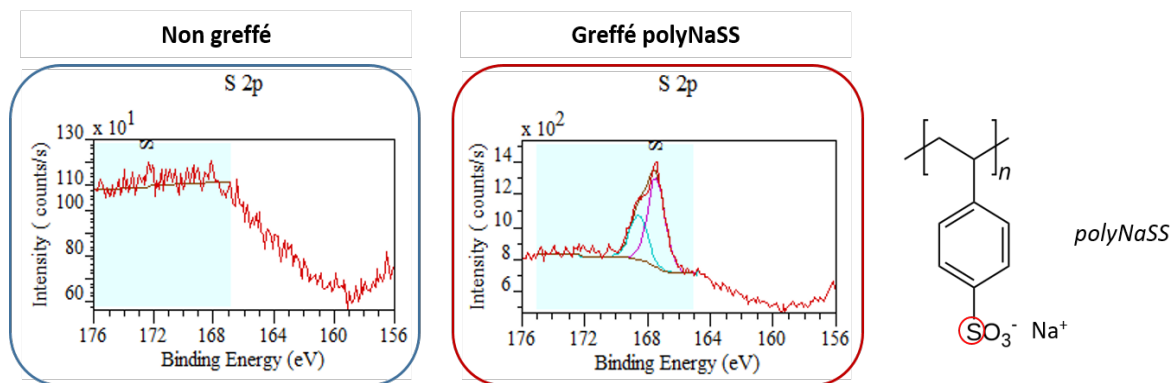 Non greffé
Greffé polyNaSS
S 2p
x 10¹
S
130
110
100
80
60
Intensity ( counts/s)
176
172
168
164
160
156
Binding Energy (eV)
S 2p
x 10²
S
14
12
10
8
6
Intensity ( counts/s)
176
172
168
164
160
156
Binding Energy (eV)
n
polyNaSS
SO₃⁻ Na⁺